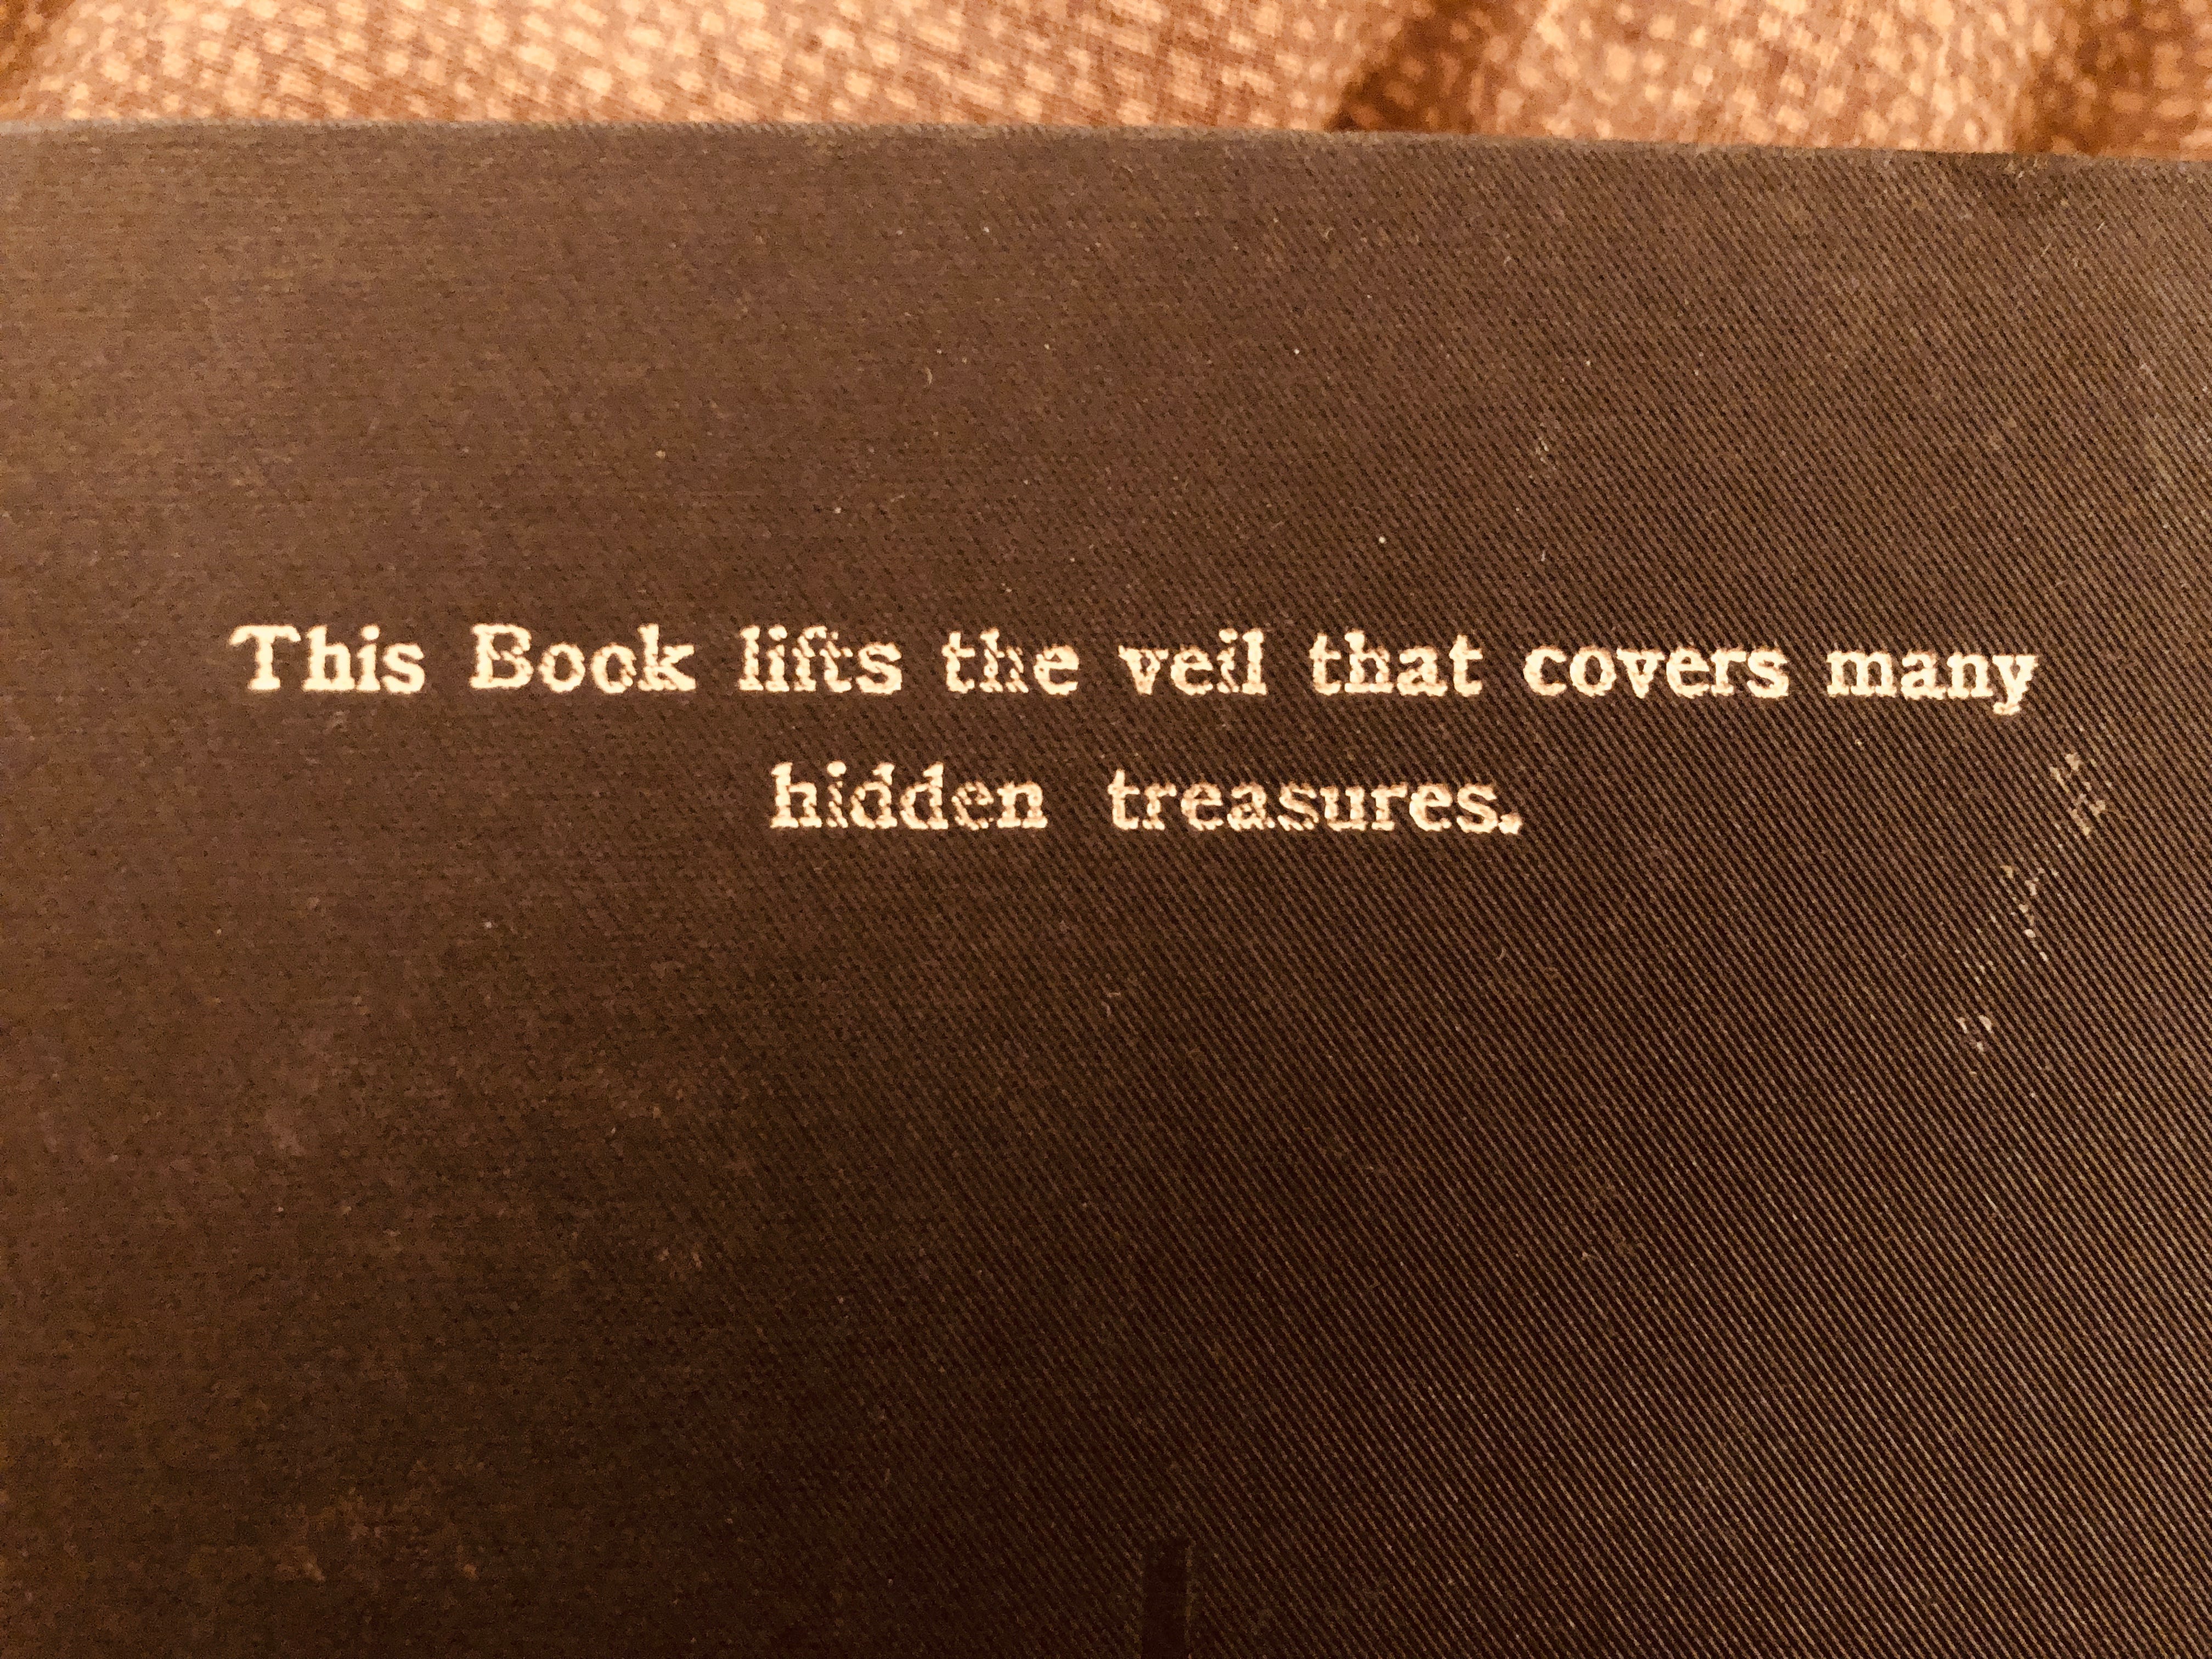 This Book lifts the veil that covers many
hidden treasures.